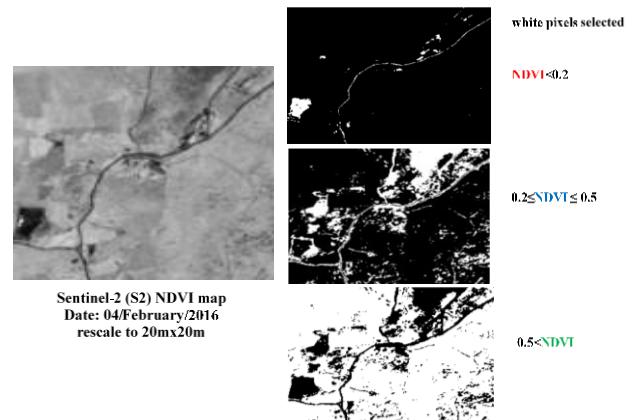 white pixels selected
NDVI<0.2
0.2≤NDVI≤ 0.5
0.5<NDVI
Sentinel-2 (S2) NDVI map
Date: 04/February/2016
rescale to 20mx20m